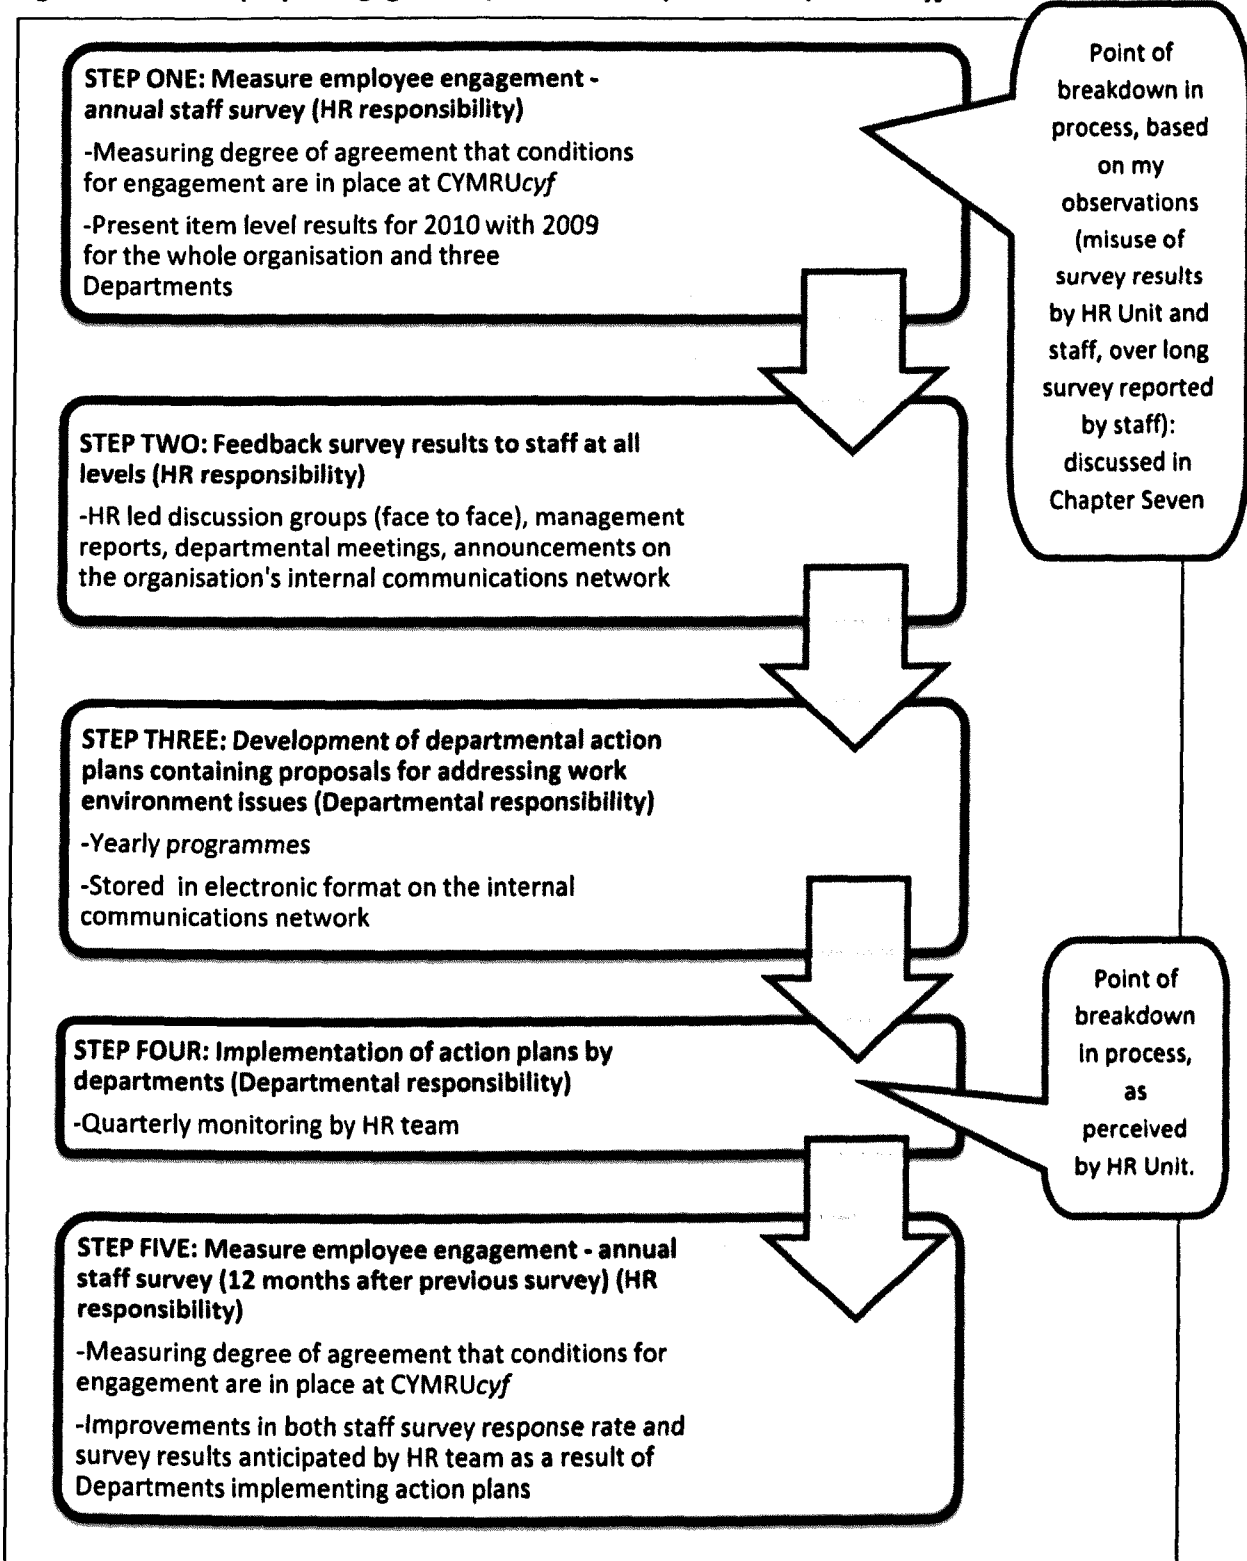 STEP ONE: Measure employee engagement -
annual staff survey (HR responsibility)
-Measuring degree of agreement that conditions
for engagement are in place at CYMRUcyf
-Present item level results for 2010 with 2009
for the whole organisation and three
Departments
Point of
breakdown in
process, based
on my
observations
(misuse of
survey results
by HR Unit and
staff, over long
survey reported
by staff):
discussed in
Chapter Seven
STEP TWO: Feedback survey results to staff at all
levels (HR responsibility)
-HR led discussion groups (face to face), management
reports, departmental meetings, announcements on
the organisation's internal communications network
STEP THREE: Development of departmental action
plans containing proposals for addressing work
environment issues (Departmental responsibility)
-Yearly programmes
-Stored in electronic format on the internal
communications network
STEP FOUR: Implementation of action plans by
departments (Departmental responsibility)
-Quarterly monitoring by HR team
Point of
breakdown
in process,
as
perceived
by HR Unit.
STEP FIVE: Measure employee engagement - annual
staff survey (12 months after previous survey) (HR
responsibility)
-Measuring degree of agreement that conditions for
engagement are in place at CYMRUcyf
-Improvements in both staff survey response rate and
survey results anticipated by HR team as a result of
Departments implementing action plans